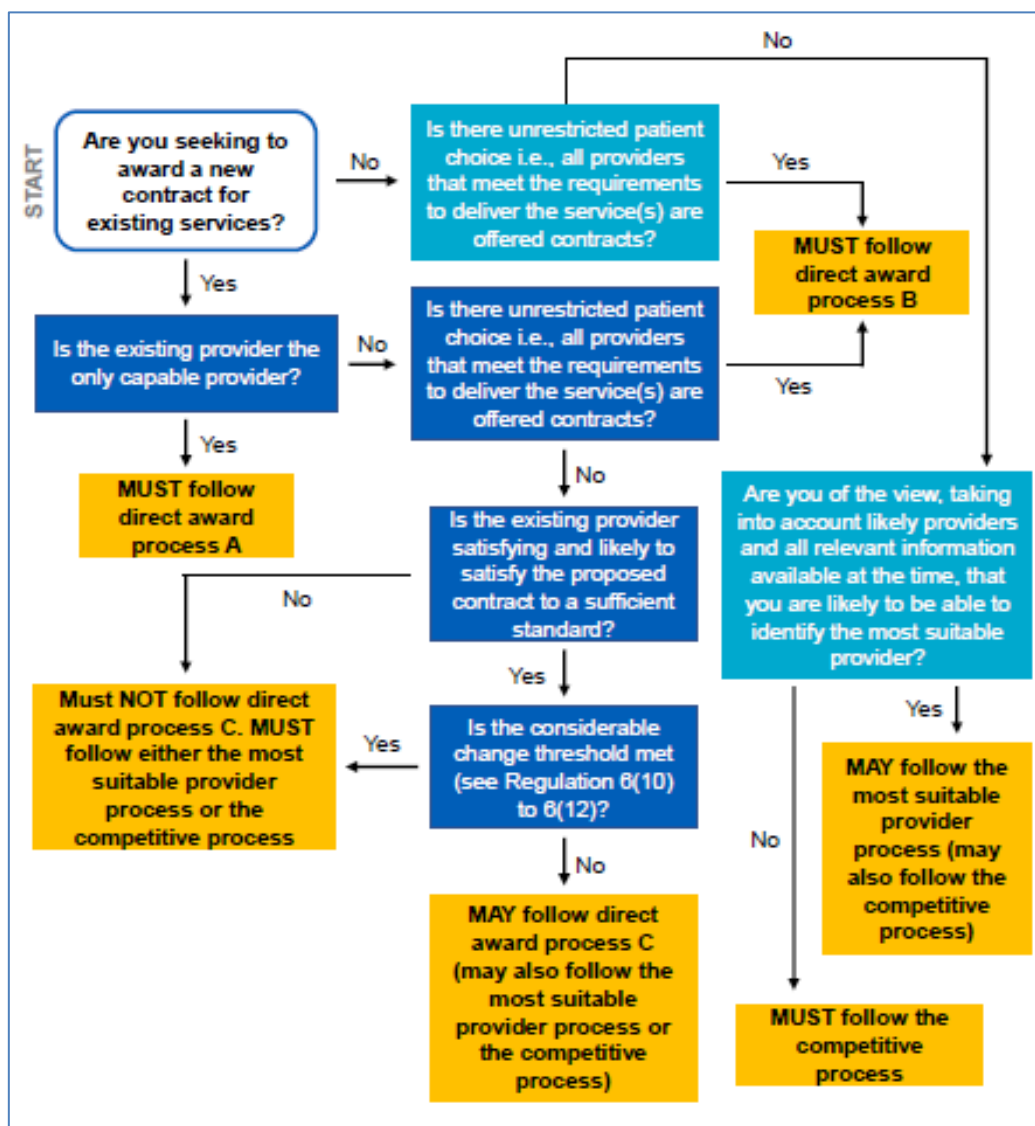 START
Are you seeking to
award a new
contract for
existing services?
No
Is there unrestricted patient
choice i.e., all providers
that meet the requirements
to deliver the service(s) are
offered contracts?
No
Yes
MUST follow
direct award
process B
Yes
Is the existing provider the
only capable provider?
No
Is there unrestricted patient
choice i.e., all providers
that meet the requirements
to deliver the service(s) are
offered contracts?
Yes
Yes
MUST follow
direct award
process A
No
Is the existing provider
satisfying and likely to
satisfy the proposed
contract to a sufficient
standard?
No
Are you of the view, taking
into account likely providers
and all relevant information
available at the time, that
you are likely to be able to
identify the most suitable
provider?
Yes
Must NOT follow direct
award process C. MUST
follow either the most
suitable provider
process or the
competitive process
Yes
Is the considerable
change threshold met
(see Regulation 6(10)
to 6(12)?
Yes
MAY follow the
most suitable
provider
process (may
also follow the
competitive
process)
No
No
MAY follow direct
award process C
(may also follow the
most suitable
provider process or
the competitive
process)
MUST follow the
competitive
process